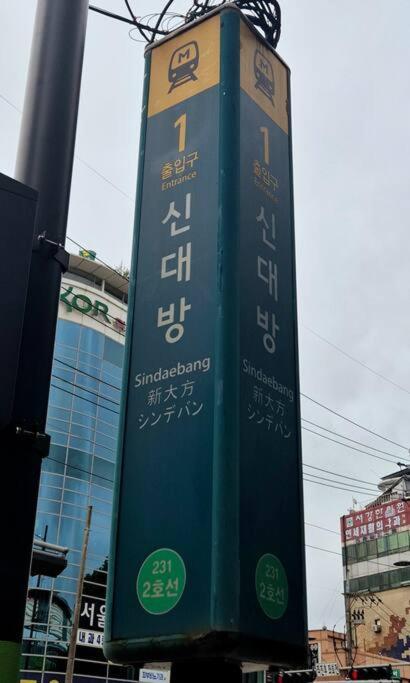 M
1
출입구
Entrance
신대방
Sindaebang
新大方
シンデバン
231
2호선
M
1
출입구
Entrance
신대방
Sindaebang
新大方
シンデバン
231
2호선
KOR
서울
내과